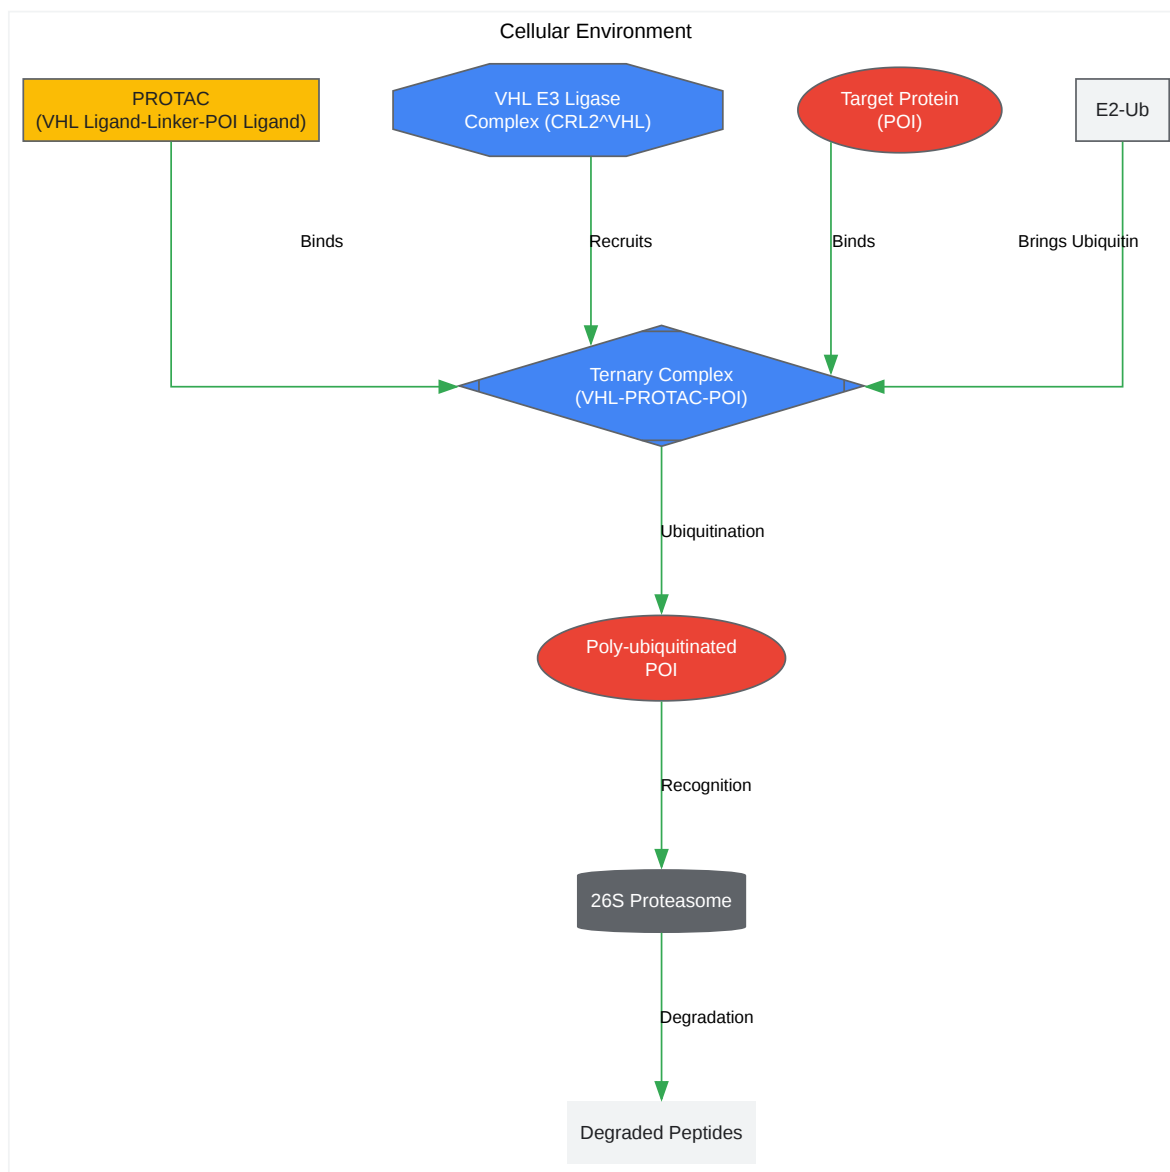 Cellular Environment
PROTAC
(VHL Ligand-Linker-POI Ligand)
VHL E3 Ligase
Complex (CRL2^VHL)
Target Protein
(POI)
E2-Ub
Binds
Recruits
Binds
Brings Ubiquitin
Ternary Complex
(VHL-PROTAC-POI)
Ubiquitination
Poly-ubiquitinated
POI
Recognition
26S Proteasome
Degradation
Degraded Peptides